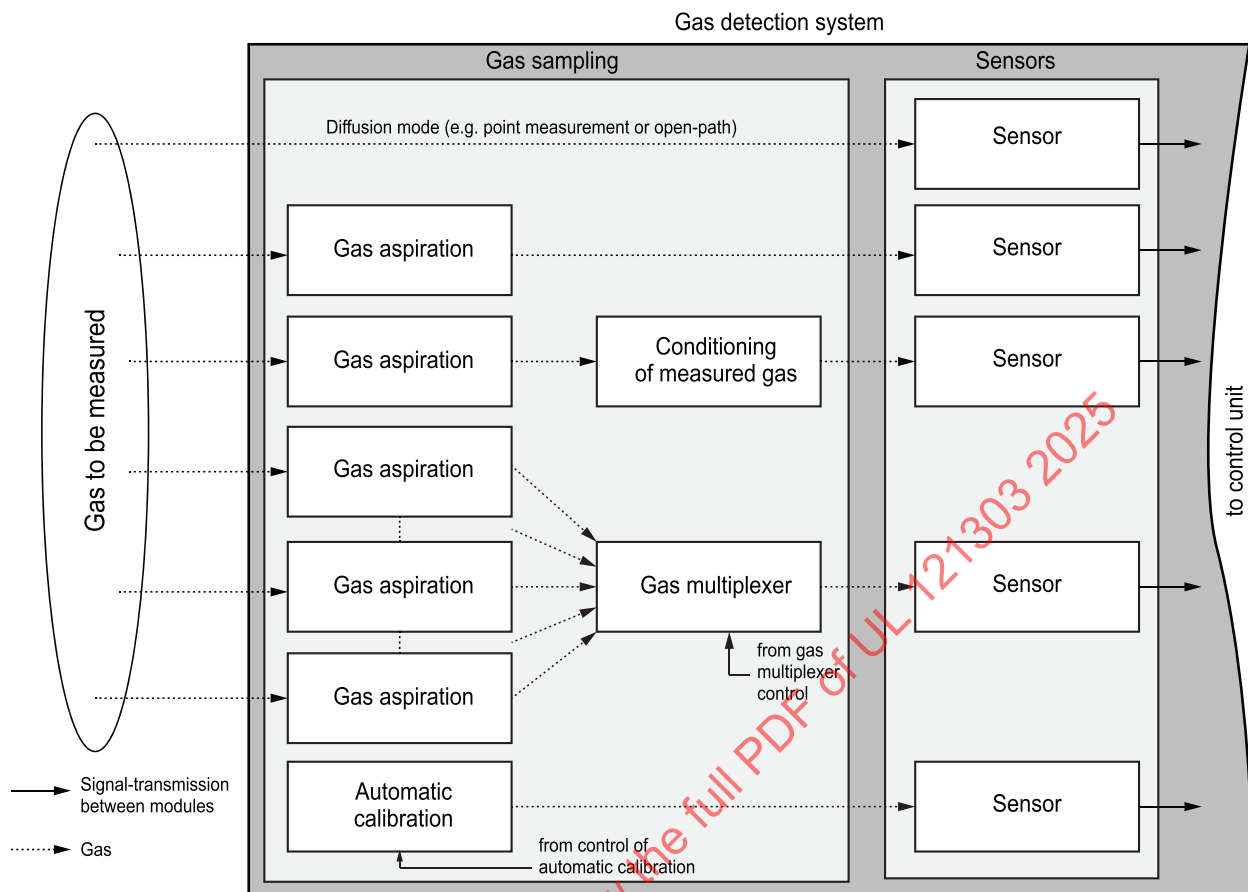 Gas detection system
Gas sampling
Sensors
Diffusion mode (e.g. point measurement or open-path)
Sensor
Gas aspiration
Sensor
Gas to be measured
Gas aspiration
Conditioning
of measured gas
Sensor
to control unit
Gas aspiration
Gas aspiration
Gas multiplexer
Sensor
from gas
multiplexer
control
Gas aspiration
Signal-transmission
between modules
Gas
Automatic
calibration
Sensor
from control of
automatic calibration
the full PDF of UL 121303 2025